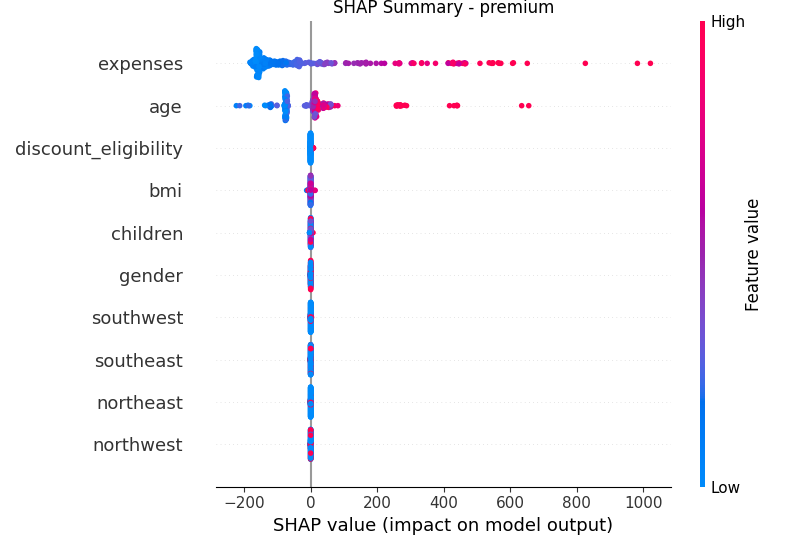 SHAP Summary - premium
High
expenses
age
discount_eligibility
bmi
children
gender
southwest
southeast
northeast
northwest
Feature value
Low
−200 0 200 400 600 800 1000
SHAP value (impact on model output)